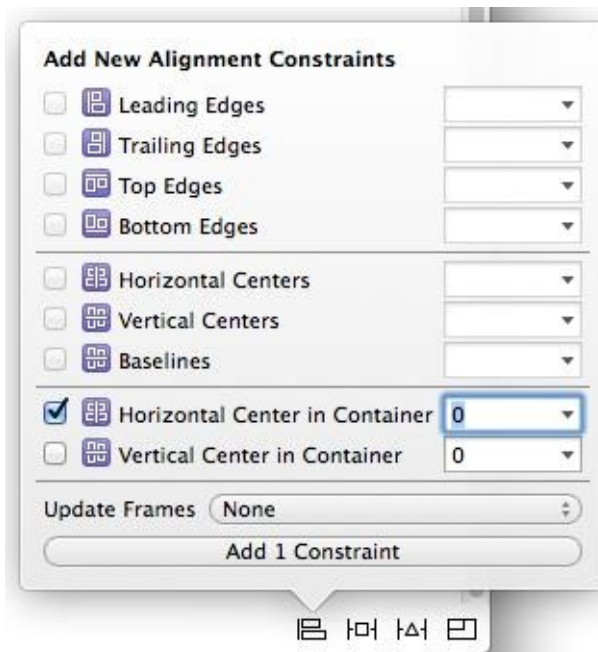 Add New Alignment Constraints
Leading Edges
Trailing Edges
Top Edges
Bottom Edges
Horizontal Centers
Vertical Centers
Baselines
Horizontal Center in Container 0
Vertical Center in Container 0
Update Frames None
Add 1 Constraint